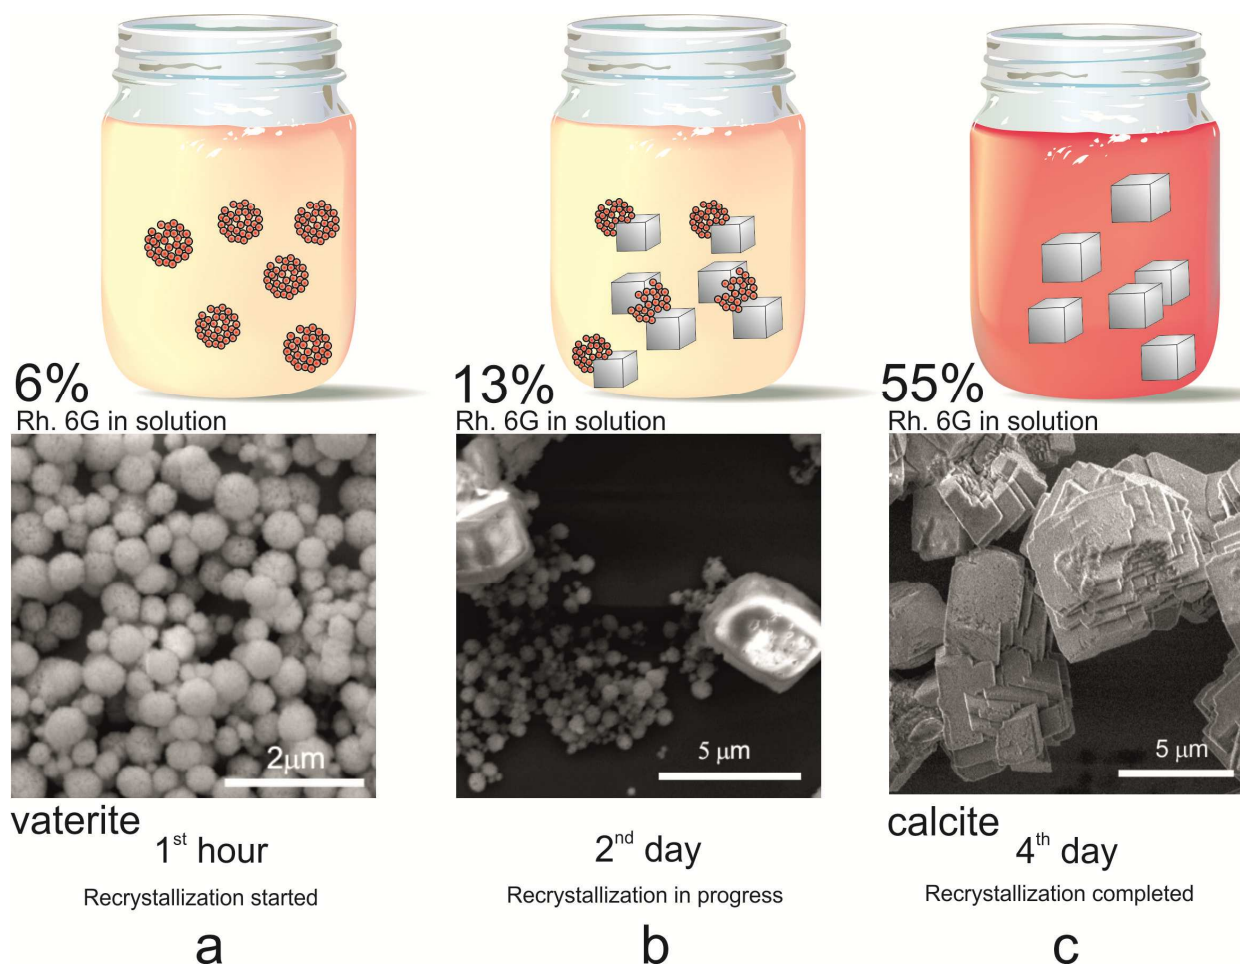 6%
Rh. 6G in solution
13%
Rh. 6G in solution
55%
Rh. 6G in solution
2μm
5 μm
5 μm
vaterite
1st hour
Recrystallization started
a
2nd day
Recrystallization in progress
b
calcite
4th day
Recrystallization completed
c